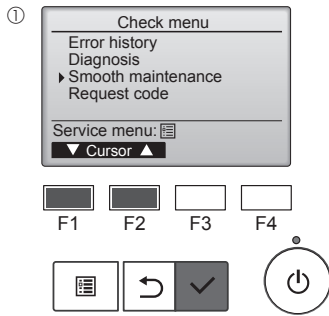 ①
Check menu
Error history
Diagnosis
Smooth maintenance
Request code
Service menu:
▼ Cursor ▲
F1 F2 F3 F4